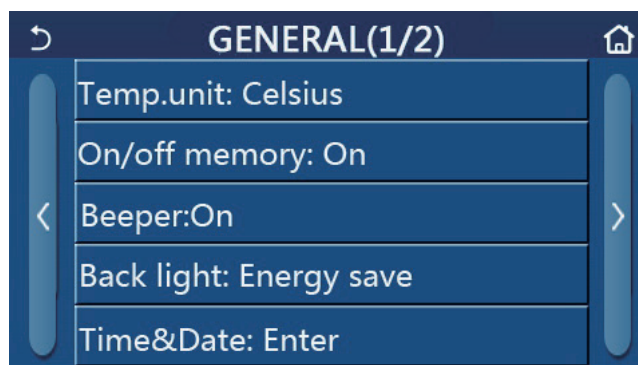 GENERAL(1/2)
Temp.unit: Celsius
On/off memory: On
Beeper:On
Back light: Energy save
Time&Date: Enter